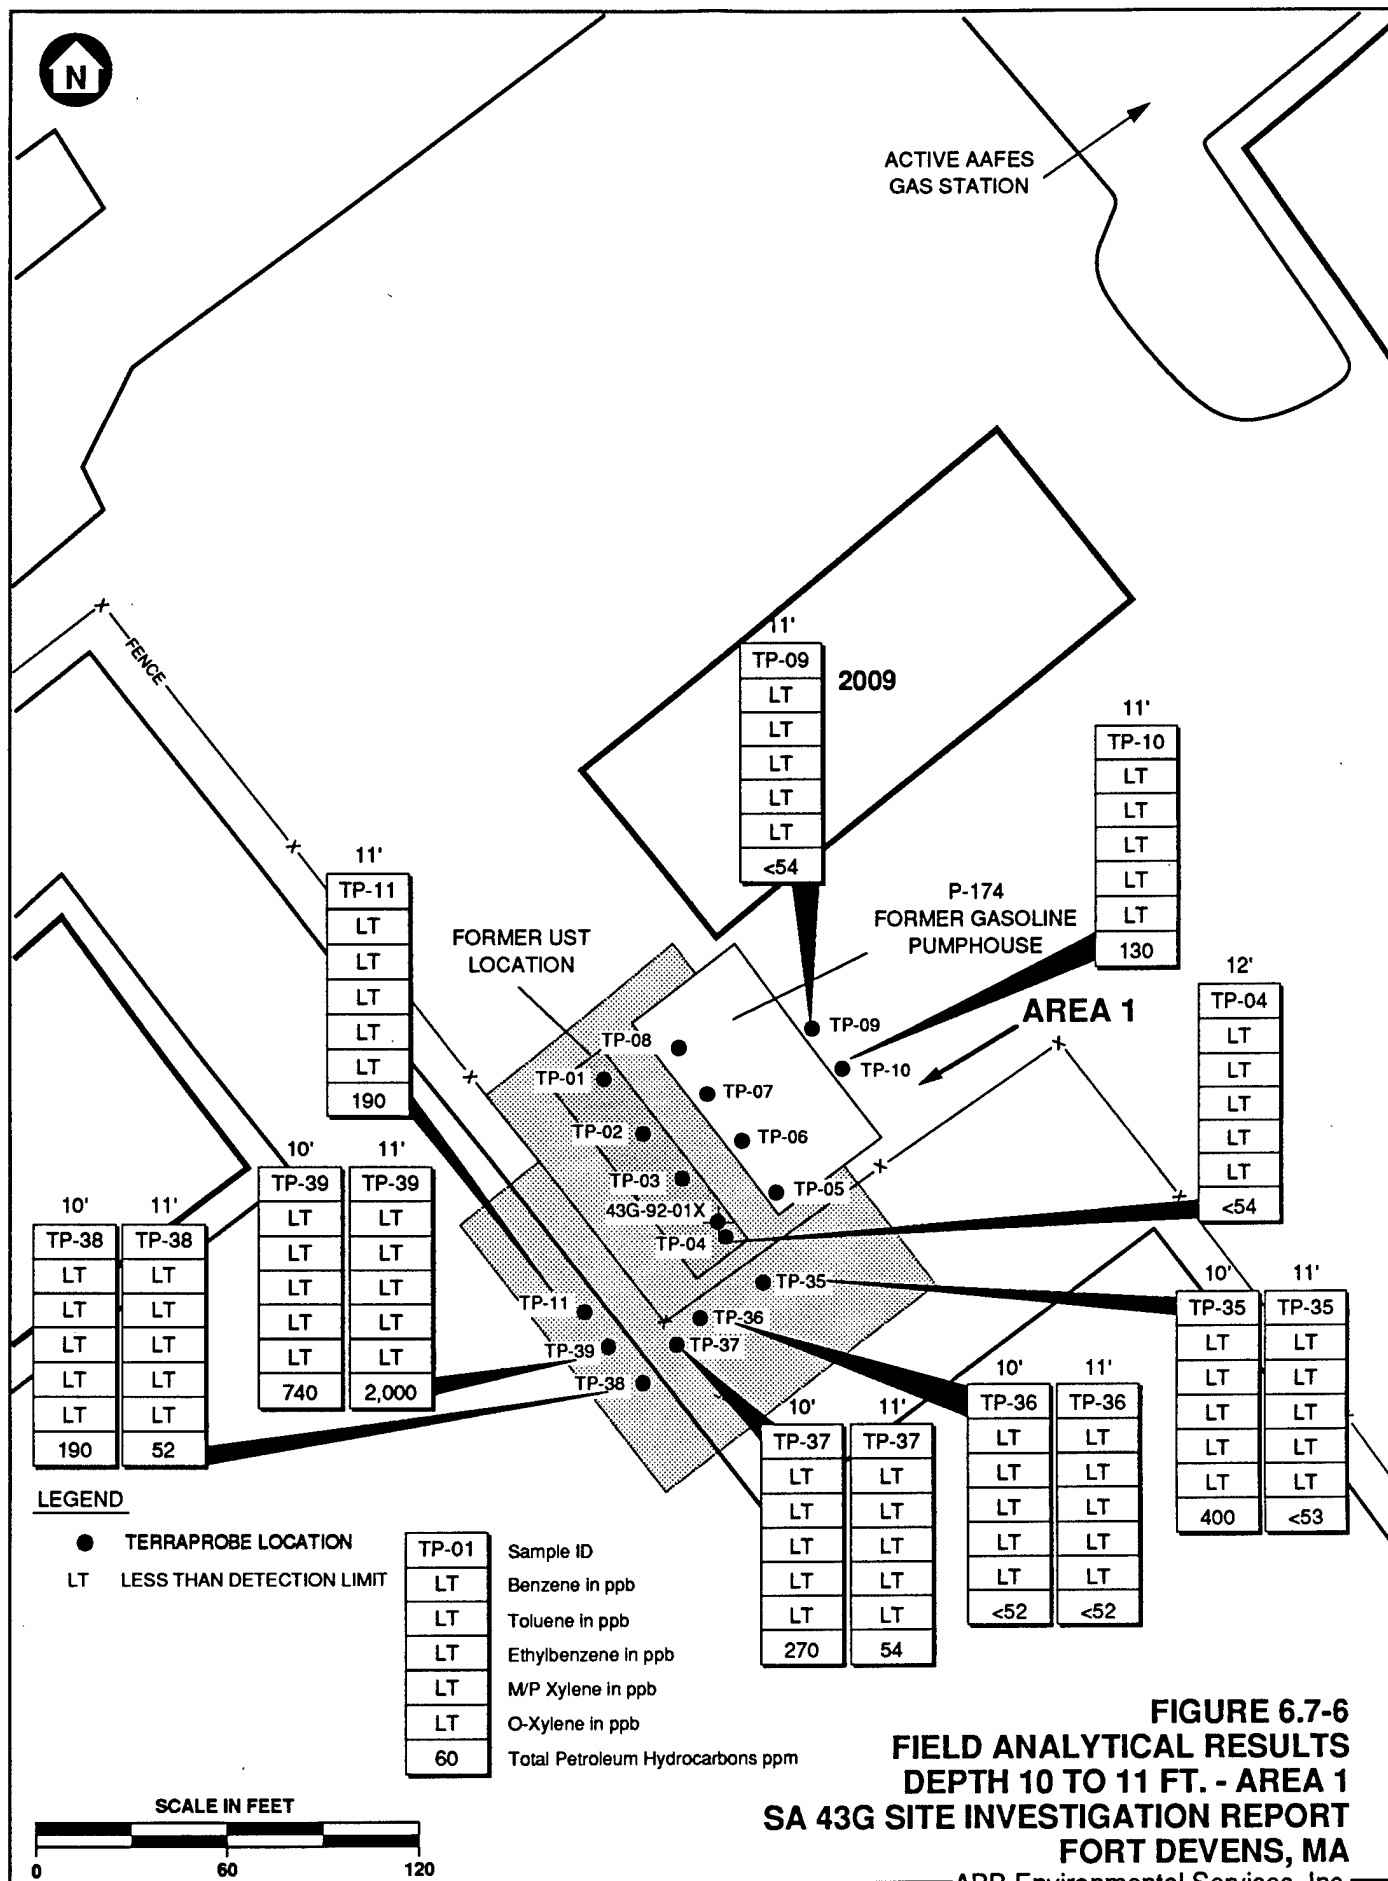 N
ACTIVE AAFES
GAS STATION
FENCE
11'
TP-09
LT
LT
LT
LT
LT
<54
2009
11'
TP-10
LT
LT
LT
LT
LT
130
P-174
FORMER GASOLINE
PUMPHOUSE
11'
TP-11
LT
LT
LT
LT
LT
190
FORMER UST
LOCATION
12'
TP-04
LT
LT
LT
LT
LT
<54
AREA 1
TP-09
TP-10
TP-08
TP-01
TP-07
TP-02
TP-06
TP-03
TP-05
43G-92-01X
TP-04
TP-35
TP-11
TP-36
TP-39
TP-37
TP-38
10'
TP-39
LT
LT
LT
LT
LT
740
11'
TP-39
LT
LT
LT
LT
LT
2,000
10'
TP-38
LT
LT
LT
LT
LT
190
11'
TP-38
LT
LT
LT
LT
LT
52
10'
TP-35
LT
LT
LT
LT
LT
400
11'
TP-35
LT
LT
LT
LT
LT
<53
10'
TP-36
LT
LT
LT
LT
LT
<52
11'
TP-36
LT
LT
LT
LT
LT
<52
10'
TP-37
LT
LT
LT
LT
LT
270
11'
TP-37
LT
LT
LT
LT
LT
54
LEGEND
TERRAPROBE LOCATION
LT LESS THAN DETECTION LIMIT
TP-01 Sample ID
LT Benzene in ppb
LT Toluene in ppb
LT Ethylbenzene in ppb
LT M/P Xylene in ppb
LT O-Xylene in ppb
60 Total Petroleum Hydrocarbons ppm
SCALE IN FEET
0 60 120
FIGURE 6.7-6
FIELD ANALYTICAL RESULTS
DEPTH 10 TO 11 FT. - AREA 1
SA 43G SITE INVESTIGATION REPORT
FORT DEVENS, MA
ABB Environmental Services, Inc.